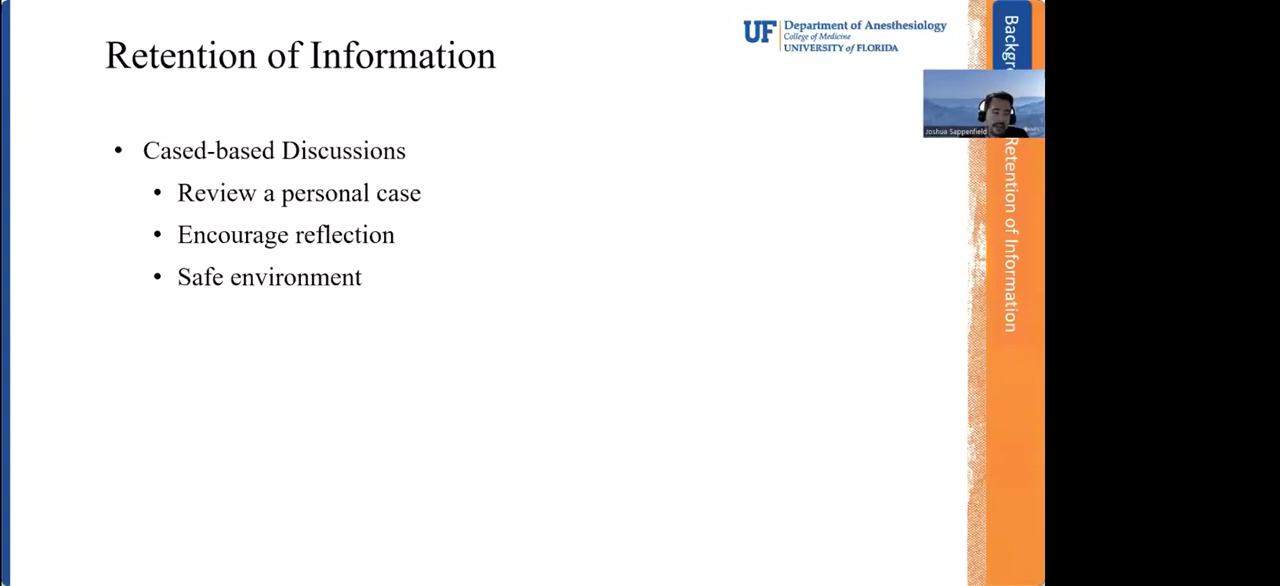 Retention of Information
UF
Department of Anesthesiology
College of Medicine
UNIVERSITY of FLORIDA
• Cased-based Discussions
• Review a personal case
• Encourage reflection
• Safe environment
Joshua Sappenfield
Retention of Information